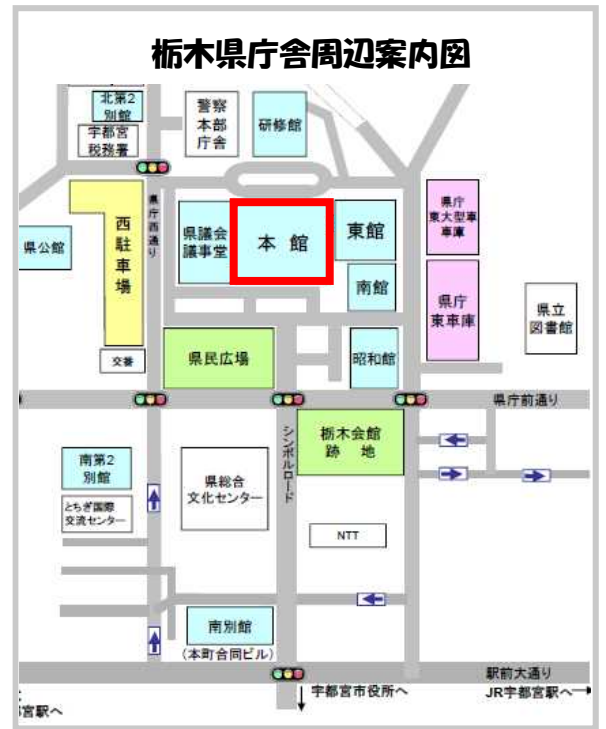 栃木県庁舎周辺案内図
北第2
別館
宇都宮
税務署
警察
本部
庁舎
研修館
県庁西通り
西駐車場
県公館
県議会
議事堂
本館
東館
南館
県庁
東大型車
車庫
県庁
東車庫
県立
図書館
交番
県民広場
昭和館
県庁前通り
南第2
別館
とちぎ国際
交流センター
県総合
文化センター
シンボルロード
栃木会館
跡地
NTT
南別館
(本町合同ビル)
駅前大通り
宮駅へ
宇都宮市役所へ
JR宇都宮駅へ